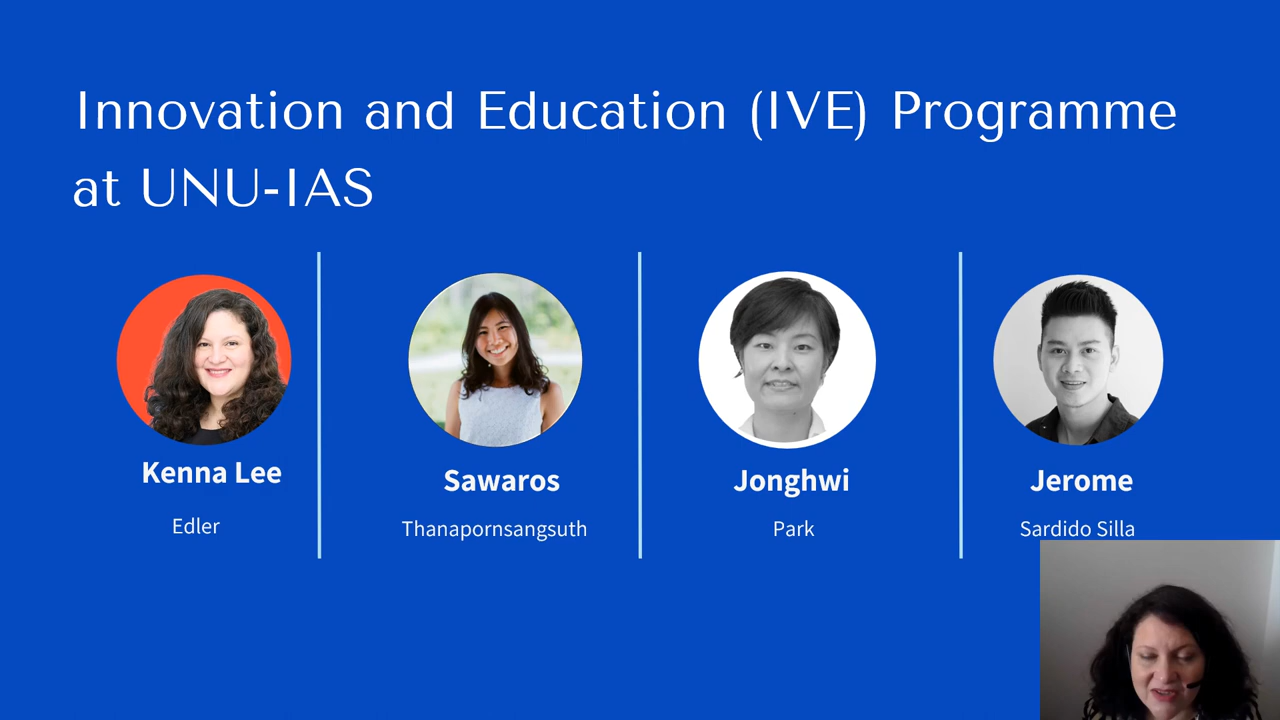 Innovation and Education (IVE) Programme
at UNU-IAS
Kenna Lee
Edler
Sawaros
Thanapornsangsuth
Jonghwi
Park
Jerome
Sardido Silla